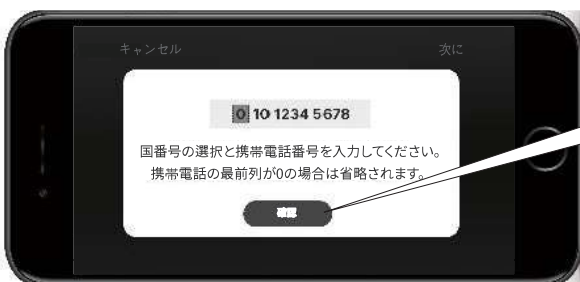 キャンセル 次に
0 10 1234 5678
国番号の選択と携帯電話番号を入力してください。
携帯電話の最前列が0の場合は省略されます。
確認